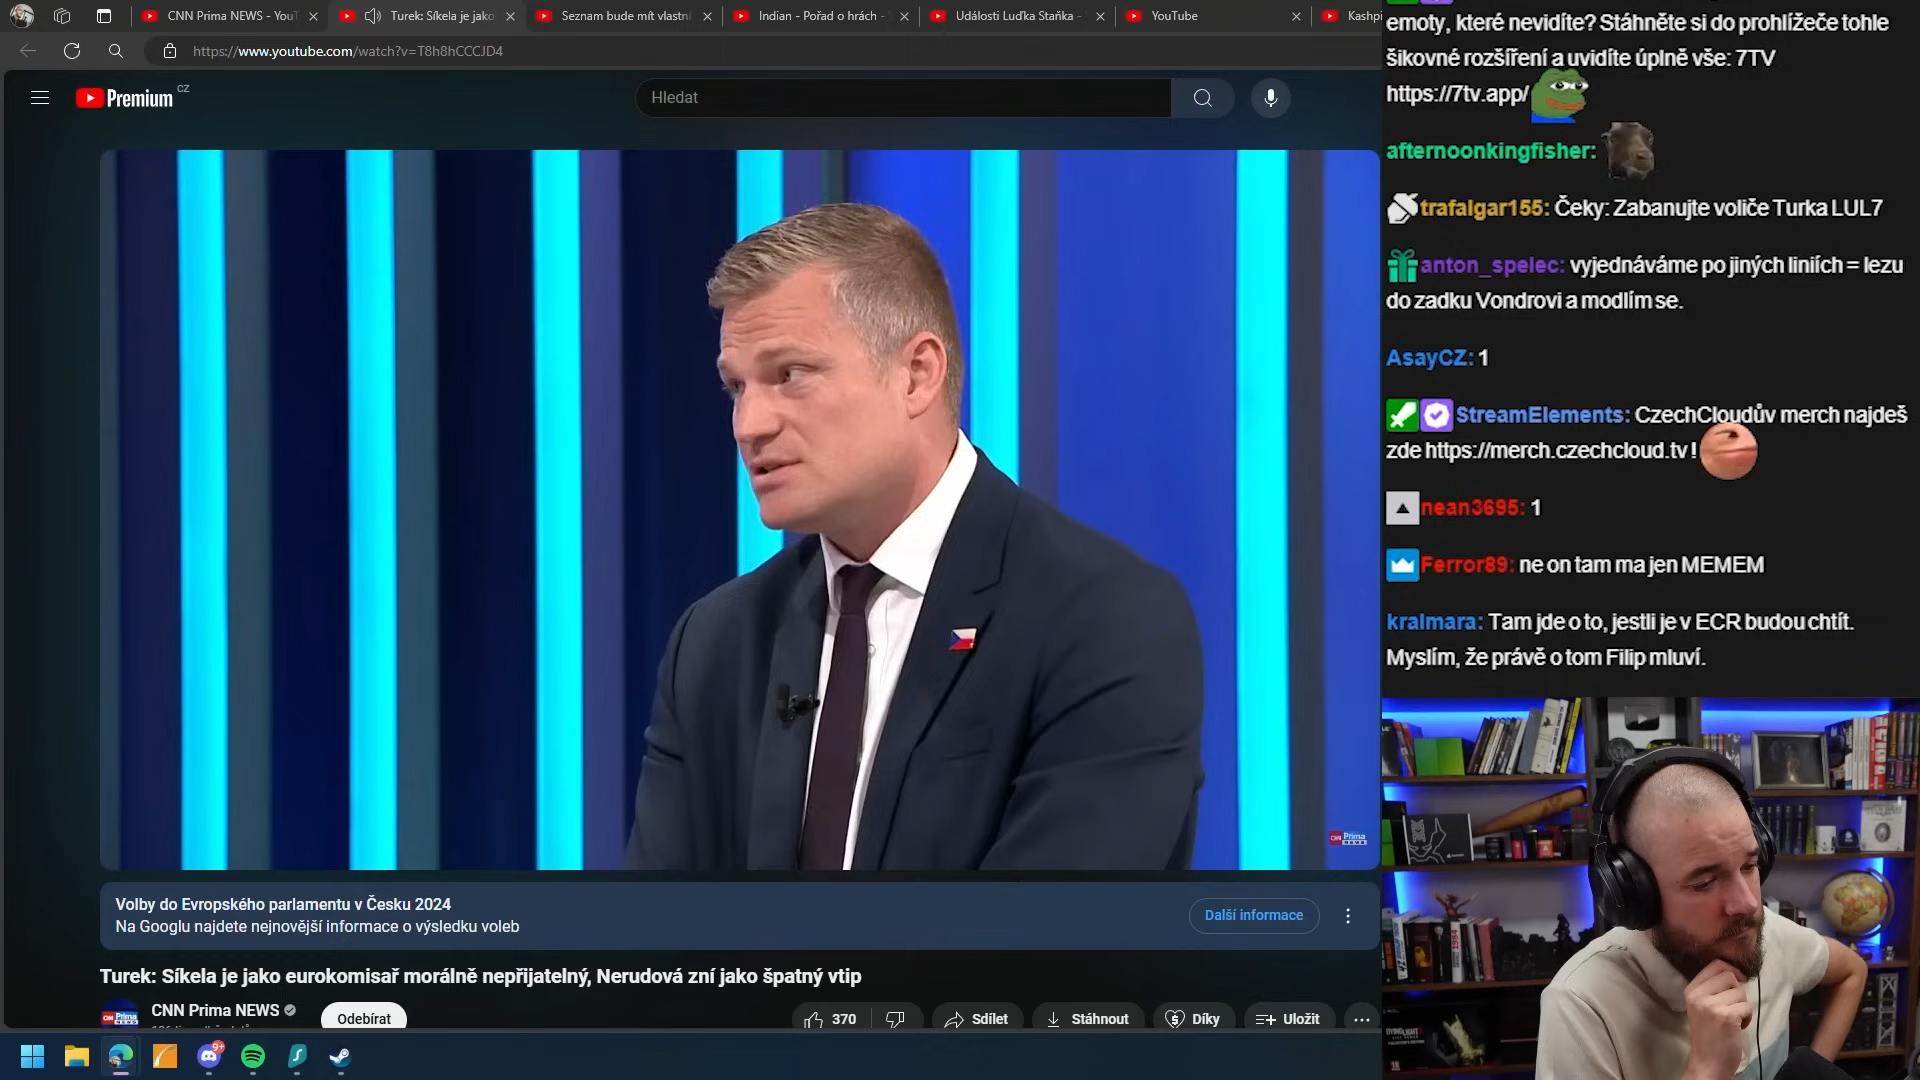 CNN Prima NEWS - YouT
Turek: Síkela je jako
Seznam bude mít vlastní
Indian - Pořad o hrách -
Události Luďka Staňka -
YouTube
Kashpi
https://www.youtube.com/watch?v=T8h8hCCCJD4
Premium CZ
Hledat
Prima
NEWS
Volby do Evropského parlamentu v Česku 2024
Na Googlu najdete nejnovější informace o výsledku voleb
Další informace
Turek: Síkela je jako eurokomisař morálně nepřijatelný, Nerudová zní jako špatný vtip
CNN Prima NEWS
Odebírat
370
Sdílet
Stáhnout
Díky
Uložit
9+
emoty, které nevidíte? Stáhněte si do prohlížeče tohle
šikovné rozšíření a uvidíte úplně vše: 7TV
https://7tv.app/
afternoonkingfisher:
trafalgar155: Čeky: Zabanujte voliče Turka LUL7
anton_spelec: vyjednáváme po jiných liniích = lezu
do zadku Vondrovi a modlím se.
AsayCZ: 1
StreamElements: CzechCloudův merch najdeš
zde https://merch.czechcloud.tv !
nean3695: 1
Ferror89: ne on tam ma jen MEMEM
kralmara: Tam jde o to, jestli je v ECR budou chtít.
Myslím, že právě o tom Filip mluví.
1984
DYING LIGHT 2